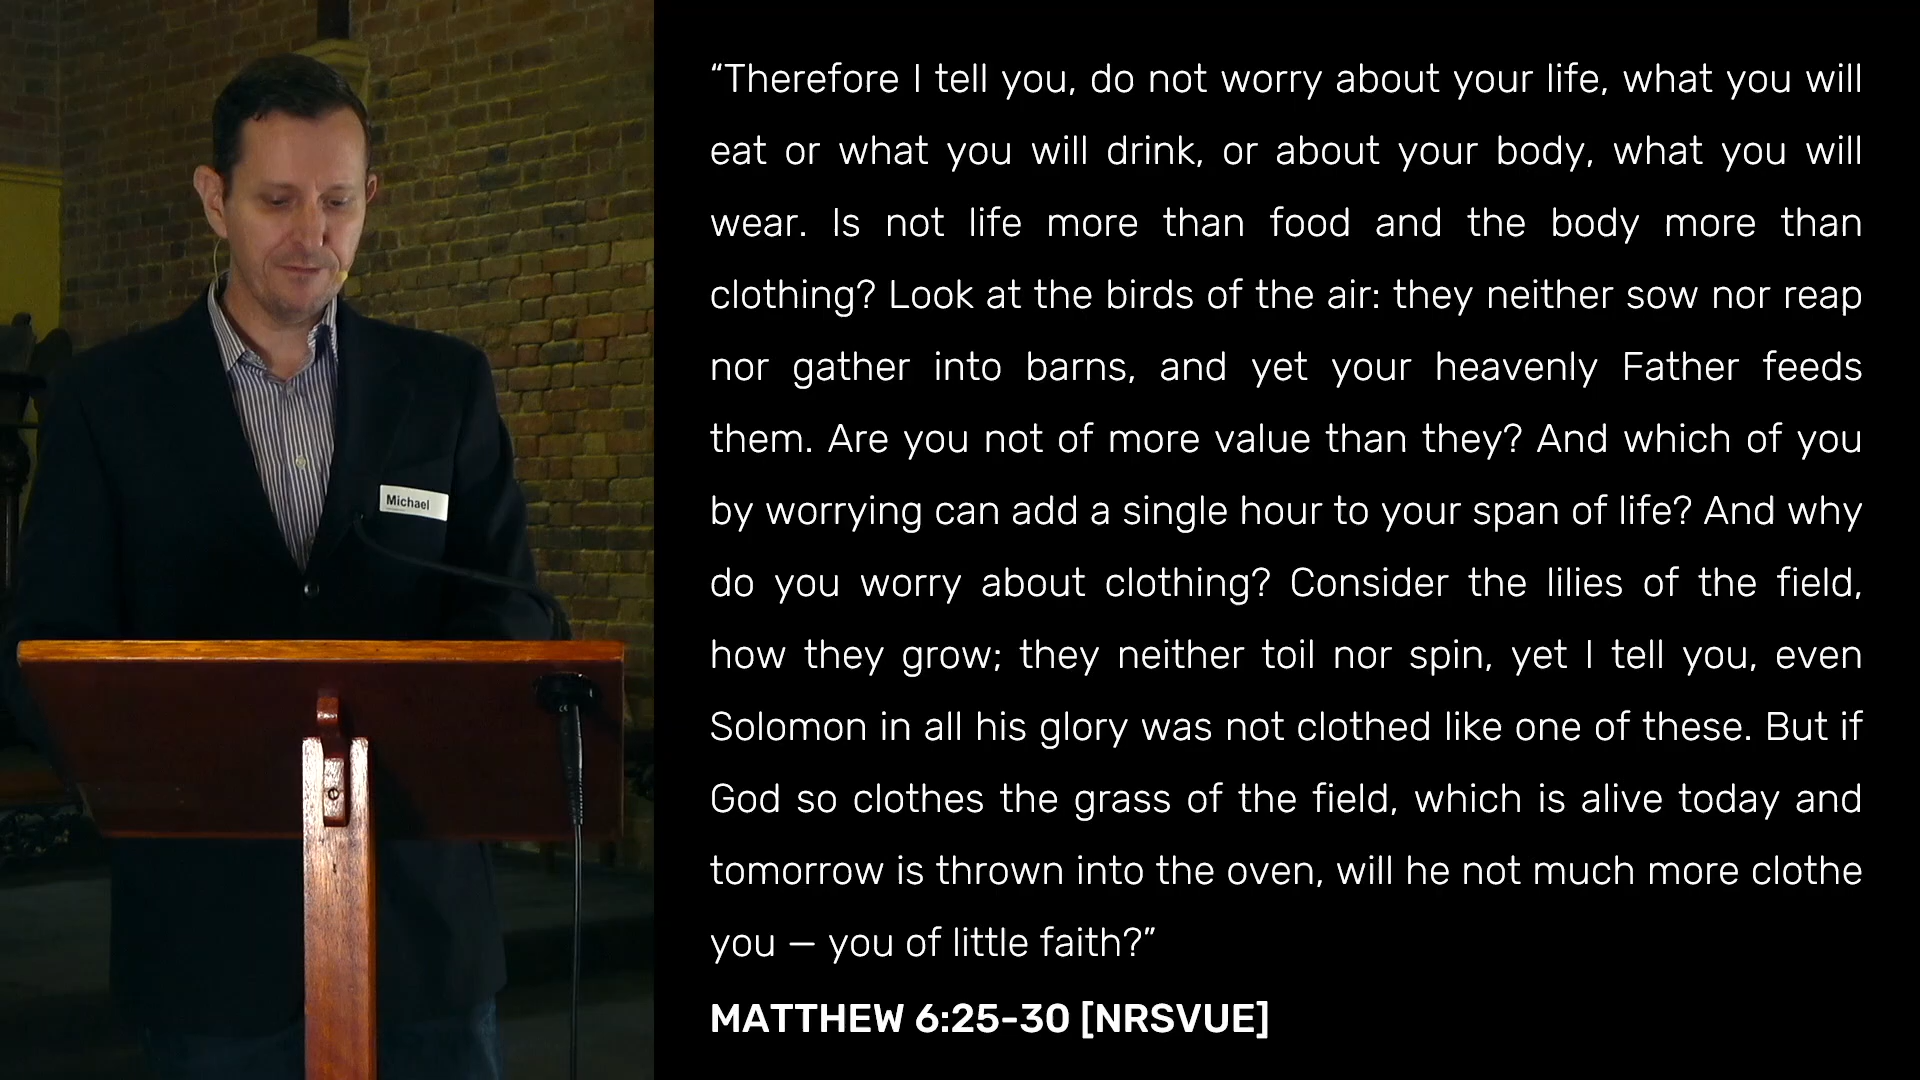 Michael
“Therefore I tell you, do not worry about your life, what you will
eat or what you will drink, or about your body, what you will
wear. Is not life more than food and the body more than
clothing? Look at the birds of the air: they neither sow nor reap
nor gather into barns, and yet your heavenly Father feeds
them. Are you not of more value than they? And which of you
by worrying can add a single hour to your span of life? And why
do you worry about clothing? Consider the lilies of the field,
how they grow; they neither toil nor spin, yet I tell you, even
Solomon in all his glory was not clothed like one of these. But if
God so clothes the grass of the field, which is alive today and
tomorrow is thrown into the oven, will he not much more clothe
you — you of little faith?”
MATTHEW 6:25-30 [NRSVUE]